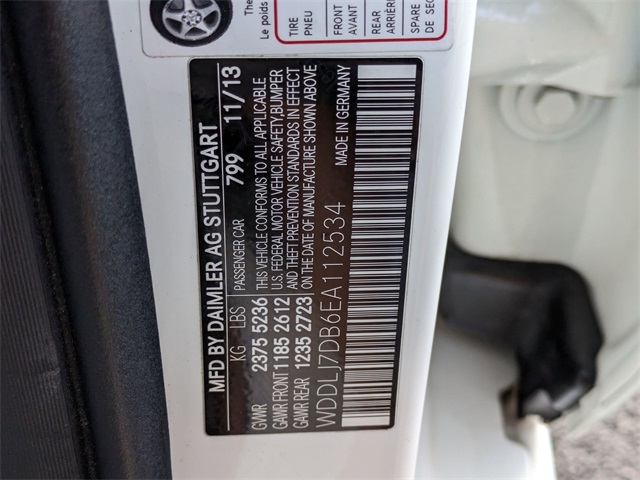 The
Le poids
TIRE
PNEU
FRONT
AVANT
REAR
ARRIÈRE
SPARE
DE SEC
MFD BY DAIMLER AG STUTTGART
799 11/13
KG LBS PASSENGER CAR
GVWR 2375 5236 THIS VEHICLE CONFORMS TO ALL APPLICABLE
GAWR FRONT 1185 2612 U.S. FEDERAL MOTOR VEHICLE SAFETY, BUMPER
AND THEFT PREVENTION STANDARDS IN EFFECT
GAWR REAR 1235 2723 ON THE DATE OF MANUFACTURE SHOWN ABOVE
WDDLJ7DB6EA112534 MADE IN GERMANY